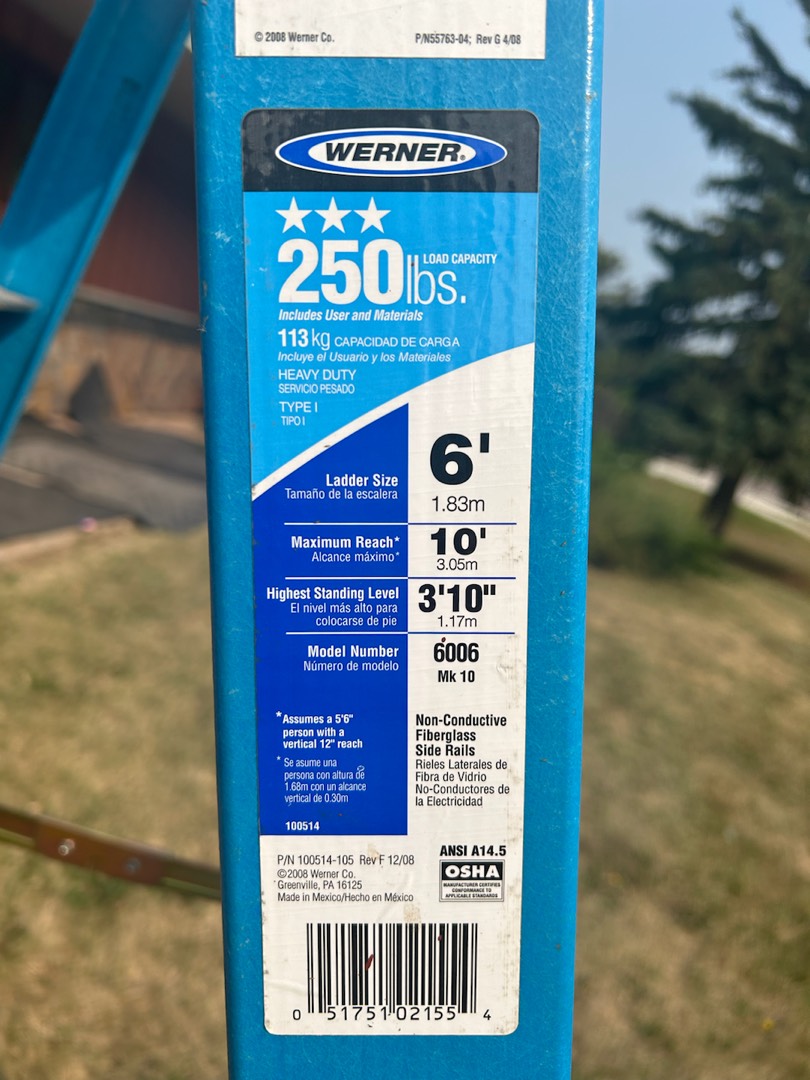 © 2008 Werner Co. P/N55763-04; Rev G 4/08
WERNER®
250 lbs. LOAD CAPACITY
Includes User and Materials
113 kg CAPACIDAD DE CARGA
Incluye el Usuario y los Materiales
HEAVY DUTY
SERVICIO PESADO
TYPE I
TIPO I
Ladder Size 6'
Tamaño de la escalera 1.83m
Maximum Reach* 10'
Alcance máximo* 3.05m
Highest Standing Level 3'10"
El nivel más alto para
colocarse de pie 1.17m
Model Number 6006
Número de modelo Mk 10
*Assumes a 5'6"
person with a
vertical 12" reach
* Se asume una
persona con altura de
1.68m con un alcance
vertical de 0.30m
100514
Non-Conductive
Fiberglass
Side Rails
Rieles Laterales de
Fibra de Vidrio
No-Conductores de
la Electricidad
P/N 100514-105 Rev F 12/08
©2008 Werner Co.
Greenville, PA 16125
Made in Mexico/Hecho en México
ANSI A14.5
OSHA
MANUFACTURER CERTIFIES
CONFORMANCE TO
APPLICABLE STANDARDS
0 51751 02155 4